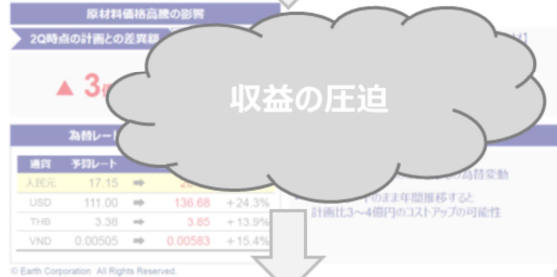 原材料価格高騰の影響
2Q時点の計画との差異額
▲ 3
収益の圧迫
為替レー
通貨 予算レート
人民元 17.15 ➡ 20
USD 111.00 ➡ 136.68 +24.3%
THB 3.38 ➡ 3.85 +13.9%
VND 0.00505 ➡ 0.00583 +15.4%
為替変動
のまま年間推移すると
計画比3～4億円のコストアップの可能性
© Earth Corporation All Rights Reserved.